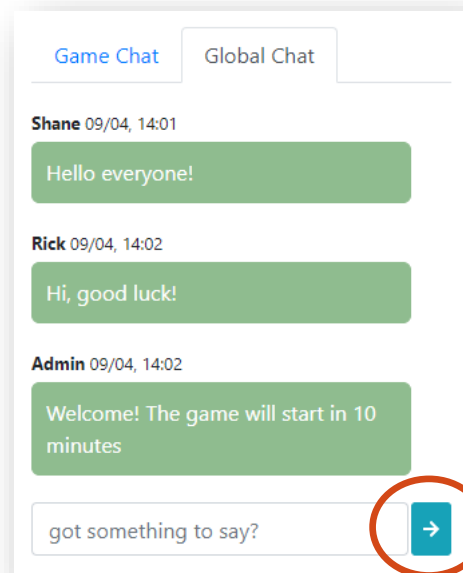 Game Chat Global Chat
Shane 09/04, 14:01
Hello everyone!
Rick 09/04, 14:02
Hi, good luck!
Admin 09/04, 14:02
Welcome! The game will start in 10
minutes
got something to say?